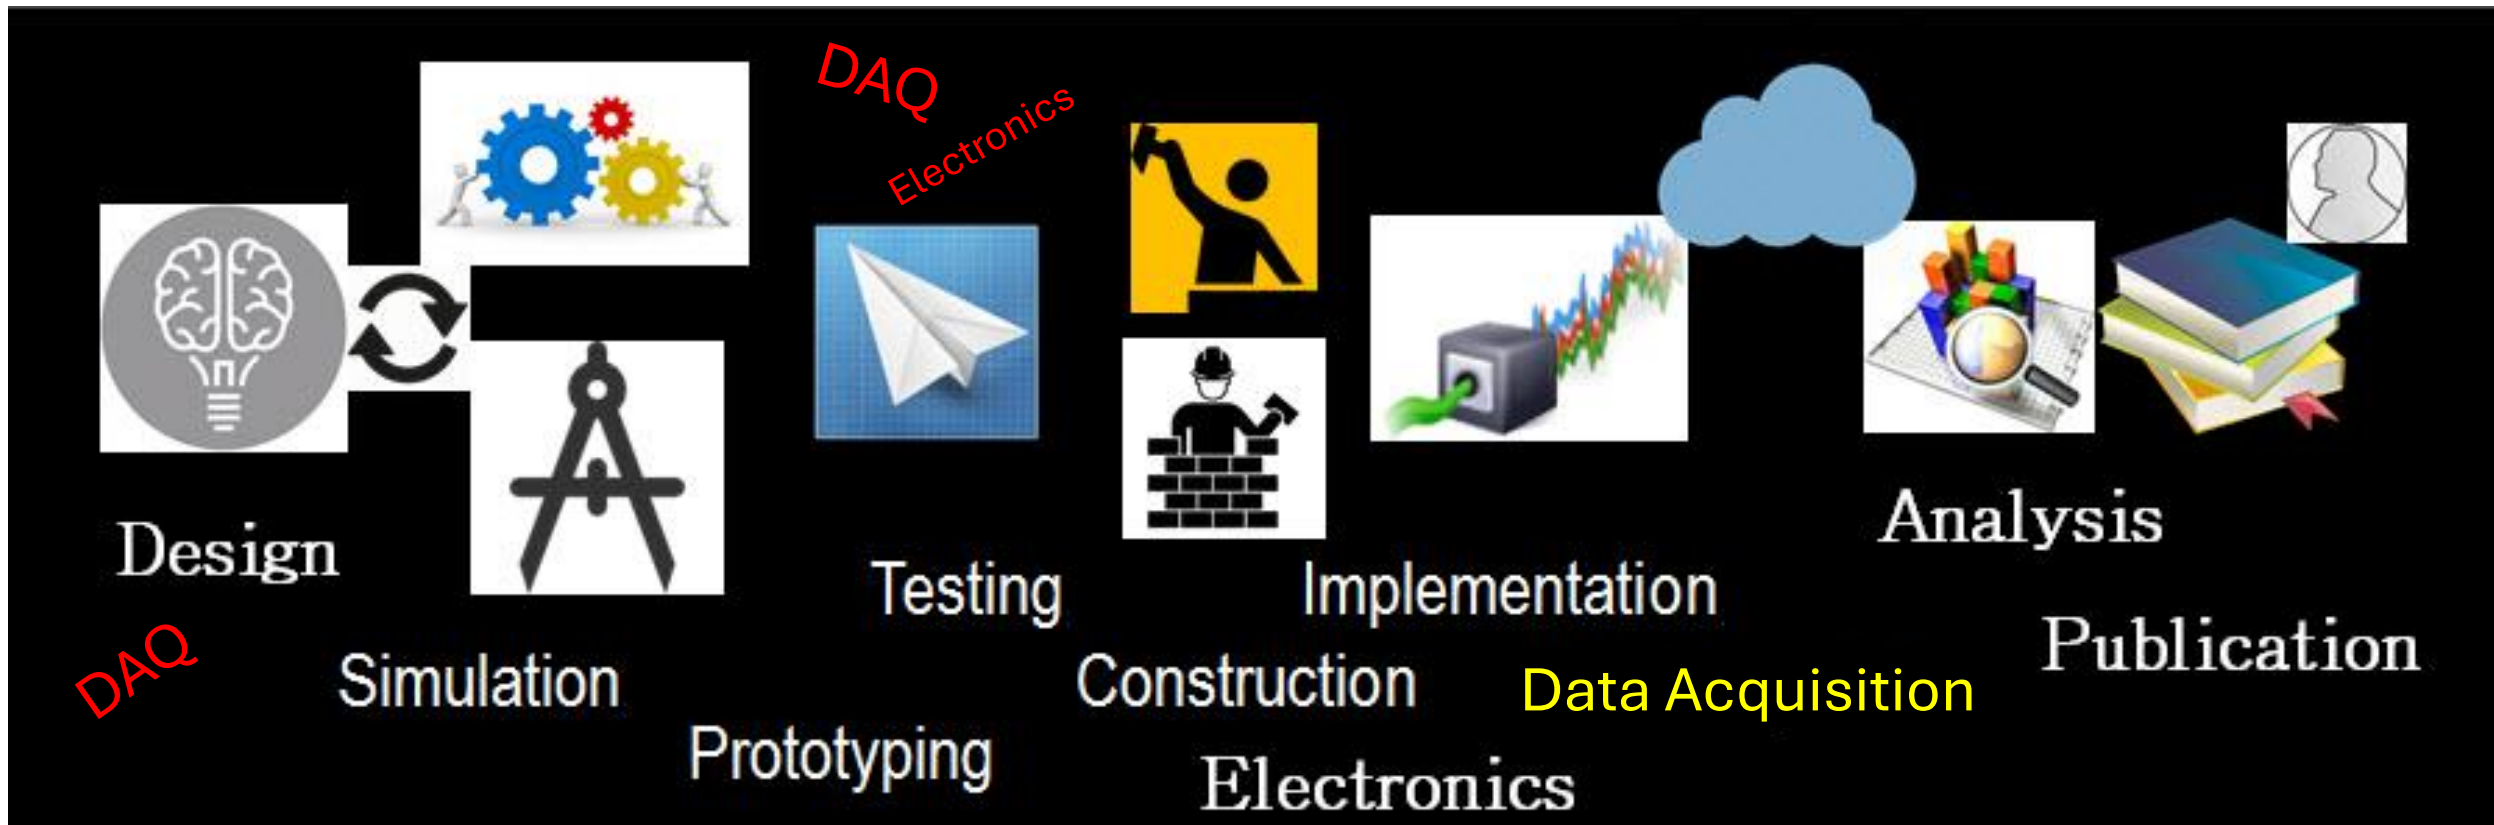 DAQ
Electronics
Design
Analysis
Testing
Implementation
DAQ
Simulation
Construction
Data Acquisition
Publication
Prototyping
Electronics